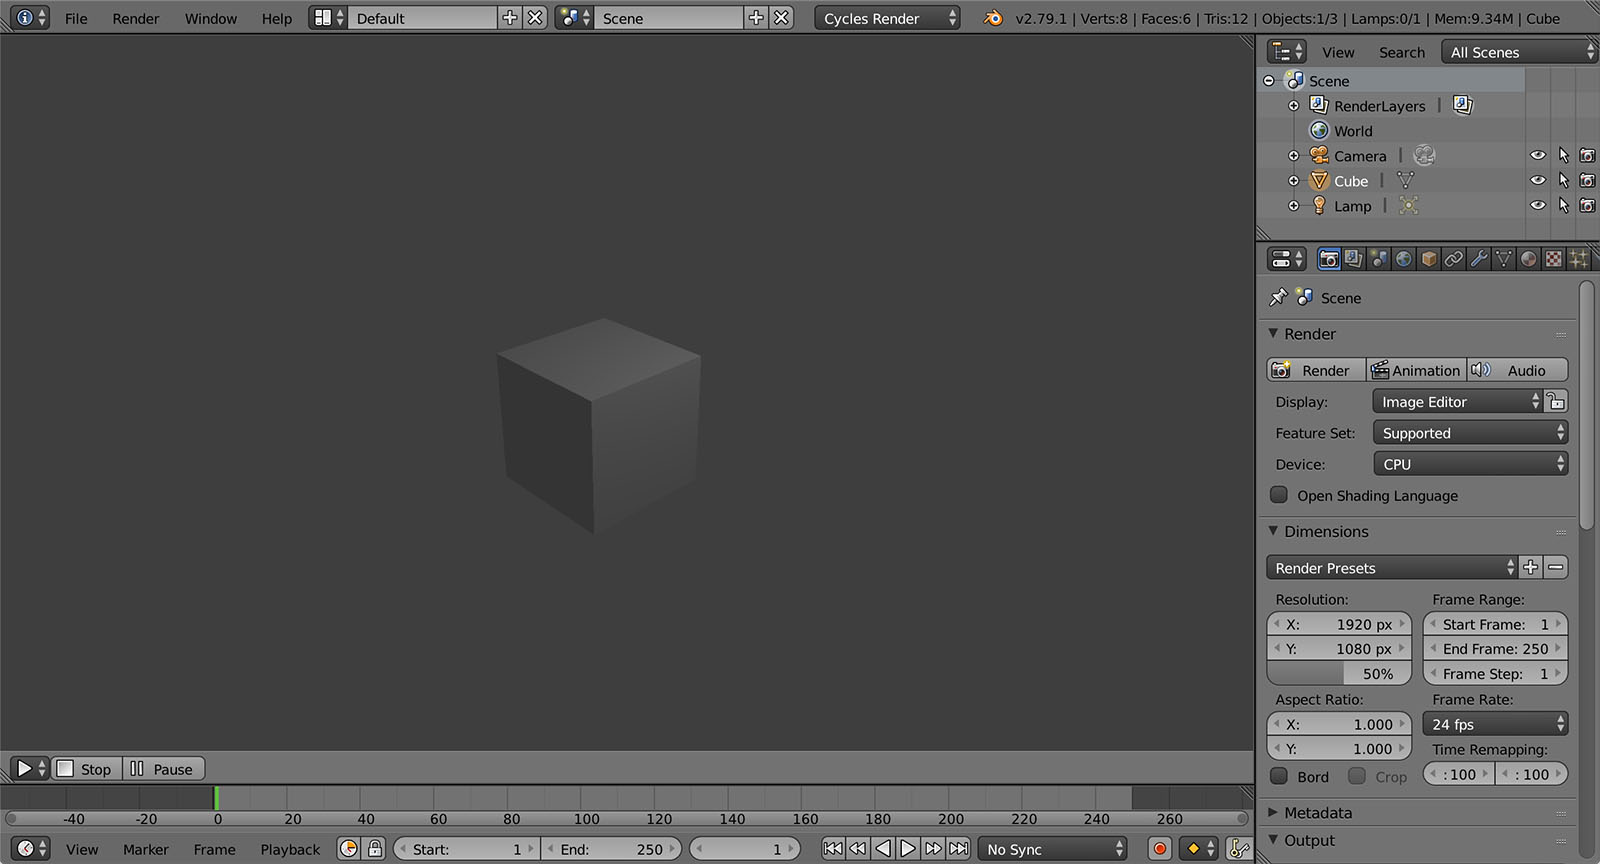 File Render Window Help Default Scene Cycles Render v2.79.1 | Verts:8 | Faces:6 | Tris:12 | Objects:1/3 | Lamps:0/1 | Mem:9.34M | Cube
View Search All Scenes
Scene
RenderLayers
World
Camera
Cube
Lamp
Scene
Render
Render Animation Audio
Display: Image Editor
Feature Set: Supported
Device: CPU
Open Shading Language
Dimensions
Render Presets
Resolution: Frame Range:
X: 1920 px Start Frame: 1
Y: 1080 px End Frame: 250
50% Frame Step: 1
Aspect Ratio: Frame Rate:
X: 1.000 24 fps
Y: 1.000 Time Remapping:
Bord Crop :100 : 100
Metadata
Output
Stop Pause
-40 -20 0 20 40 60 80 100 120 140 160 180 200 220 240 260
View Marker Frame Playback Start: 1 End: 250 1 No Sync